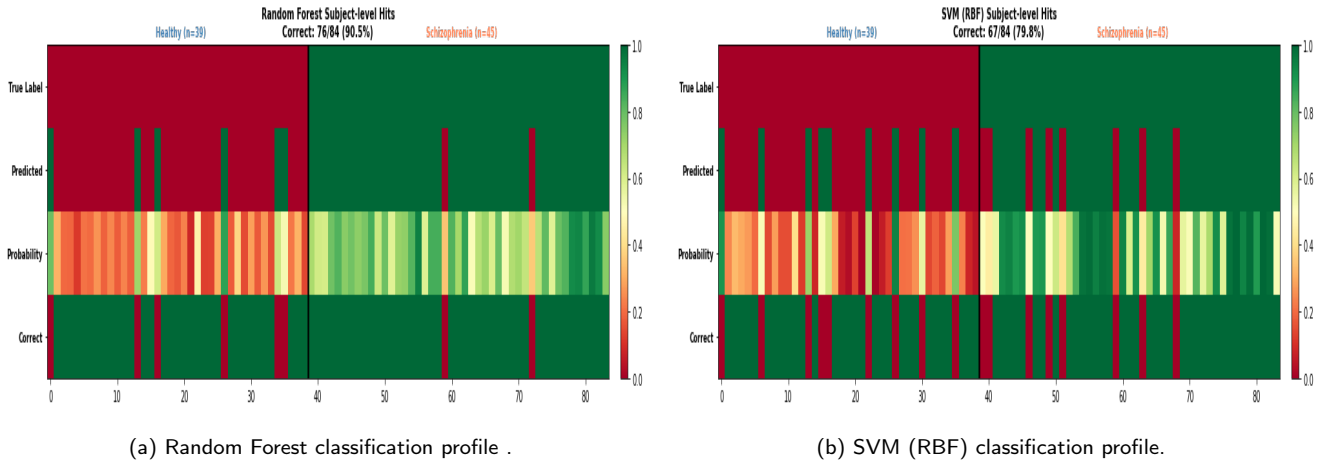 Random Forest Subject-level Hits
Healthy (n=39) Correct: 76/84 (90.5%) Schizophrenia (n=45)
True Label
Predicted
Probability
Correct
0 10 20 30 40 50 60 70 80
1.0
0.8
0.6
0.4
0.2
0.0
(a) Random Forest classification profile .
SVM (RBF) Subject-level Hits
Healthy (n=39) Correct: 67/84 (79.8%) Schizophrenia (n=45)
True Label
Predicted
Probability
Correct
0 10 20 30 40 50 60 70 80
1.0
0.8
0.6
0.4
0.2
0.0
(b) SVM (RBF) classification profile.